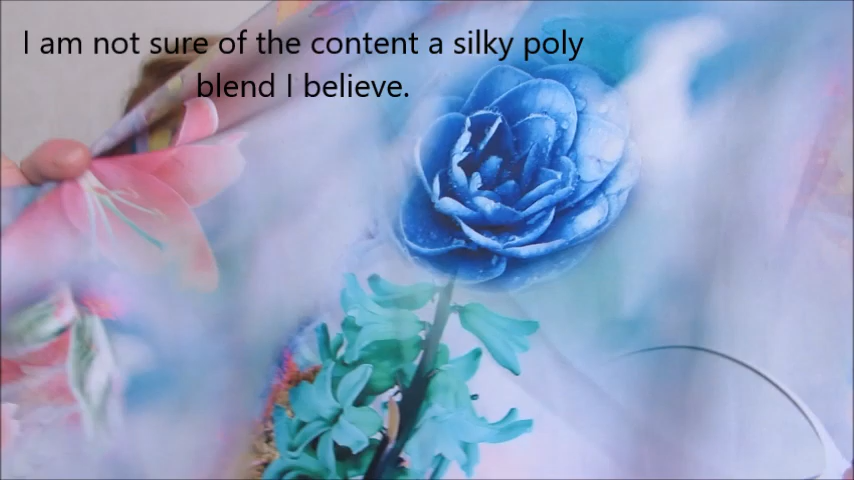 I am not sure of the content a silky poly
blend I believe.